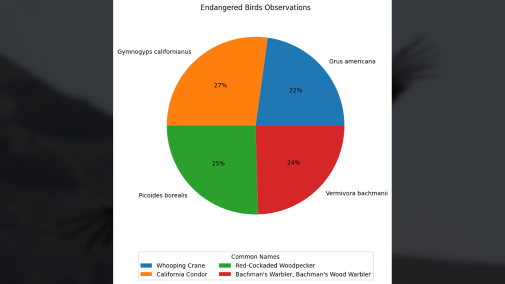 Endangered Birds Observations
Gymnogyps californianus
Grus americana
27%
22%
25%
24%
Picoides borealis
Vermivora bachmanii
Common Names
Whooping Crane
California Condor
Red-Cockaded Woodpecker
Bachman's Warbler, Bachman's Wood Warbler